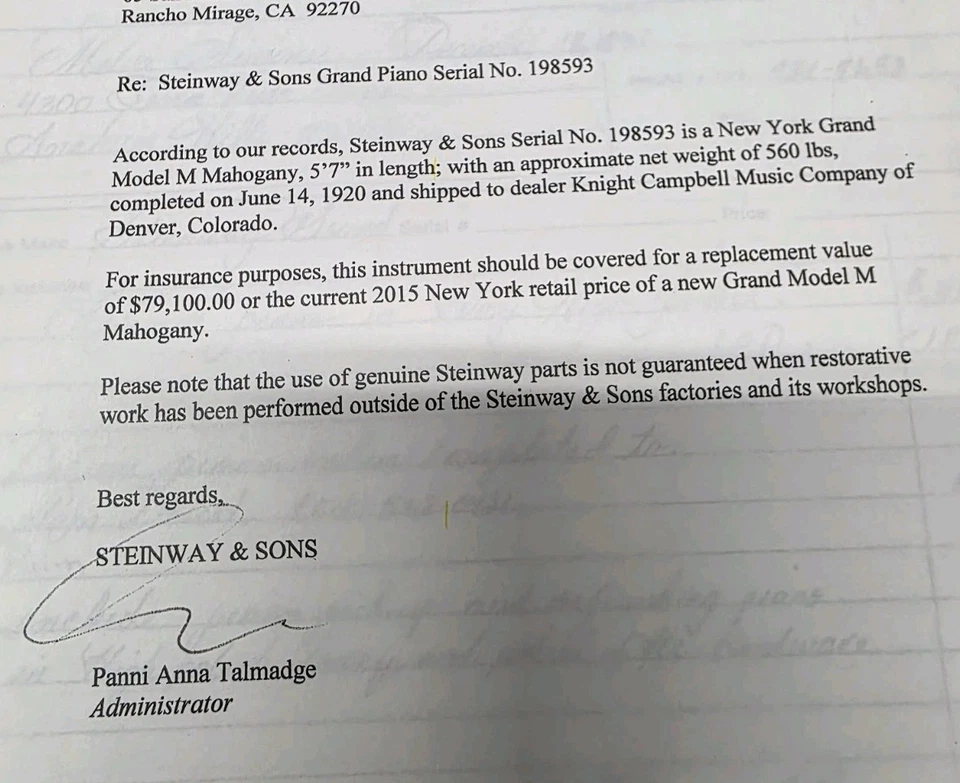 Rancho Mirage, CA 92270
Re: Steinway & Sons Grand Piano Serial No. 198593
According to our records, Steinway & Sons Serial No. 198593 is a New York Grand
Model M Mahogany, 5'7" in length; with an approximate net weight of 560 lbs,
completed on June 14, 1920 and shipped to dealer Knight Campbell Music Company of
Denver, Colorado.
For insurance purposes, this instrument should be covered for a replacement value
of $79,100.00 or the current 2015 New York retail price of a new Grand Model M
Mahogany.
Please note that the use of genuine Steinway parts is not guaranteed when restorative
work has been performed outside of the Steinway & Sons factories and its workshops.
Best regards,
STEINWAY & SONS
Panni Anna Talmadge
Administrator